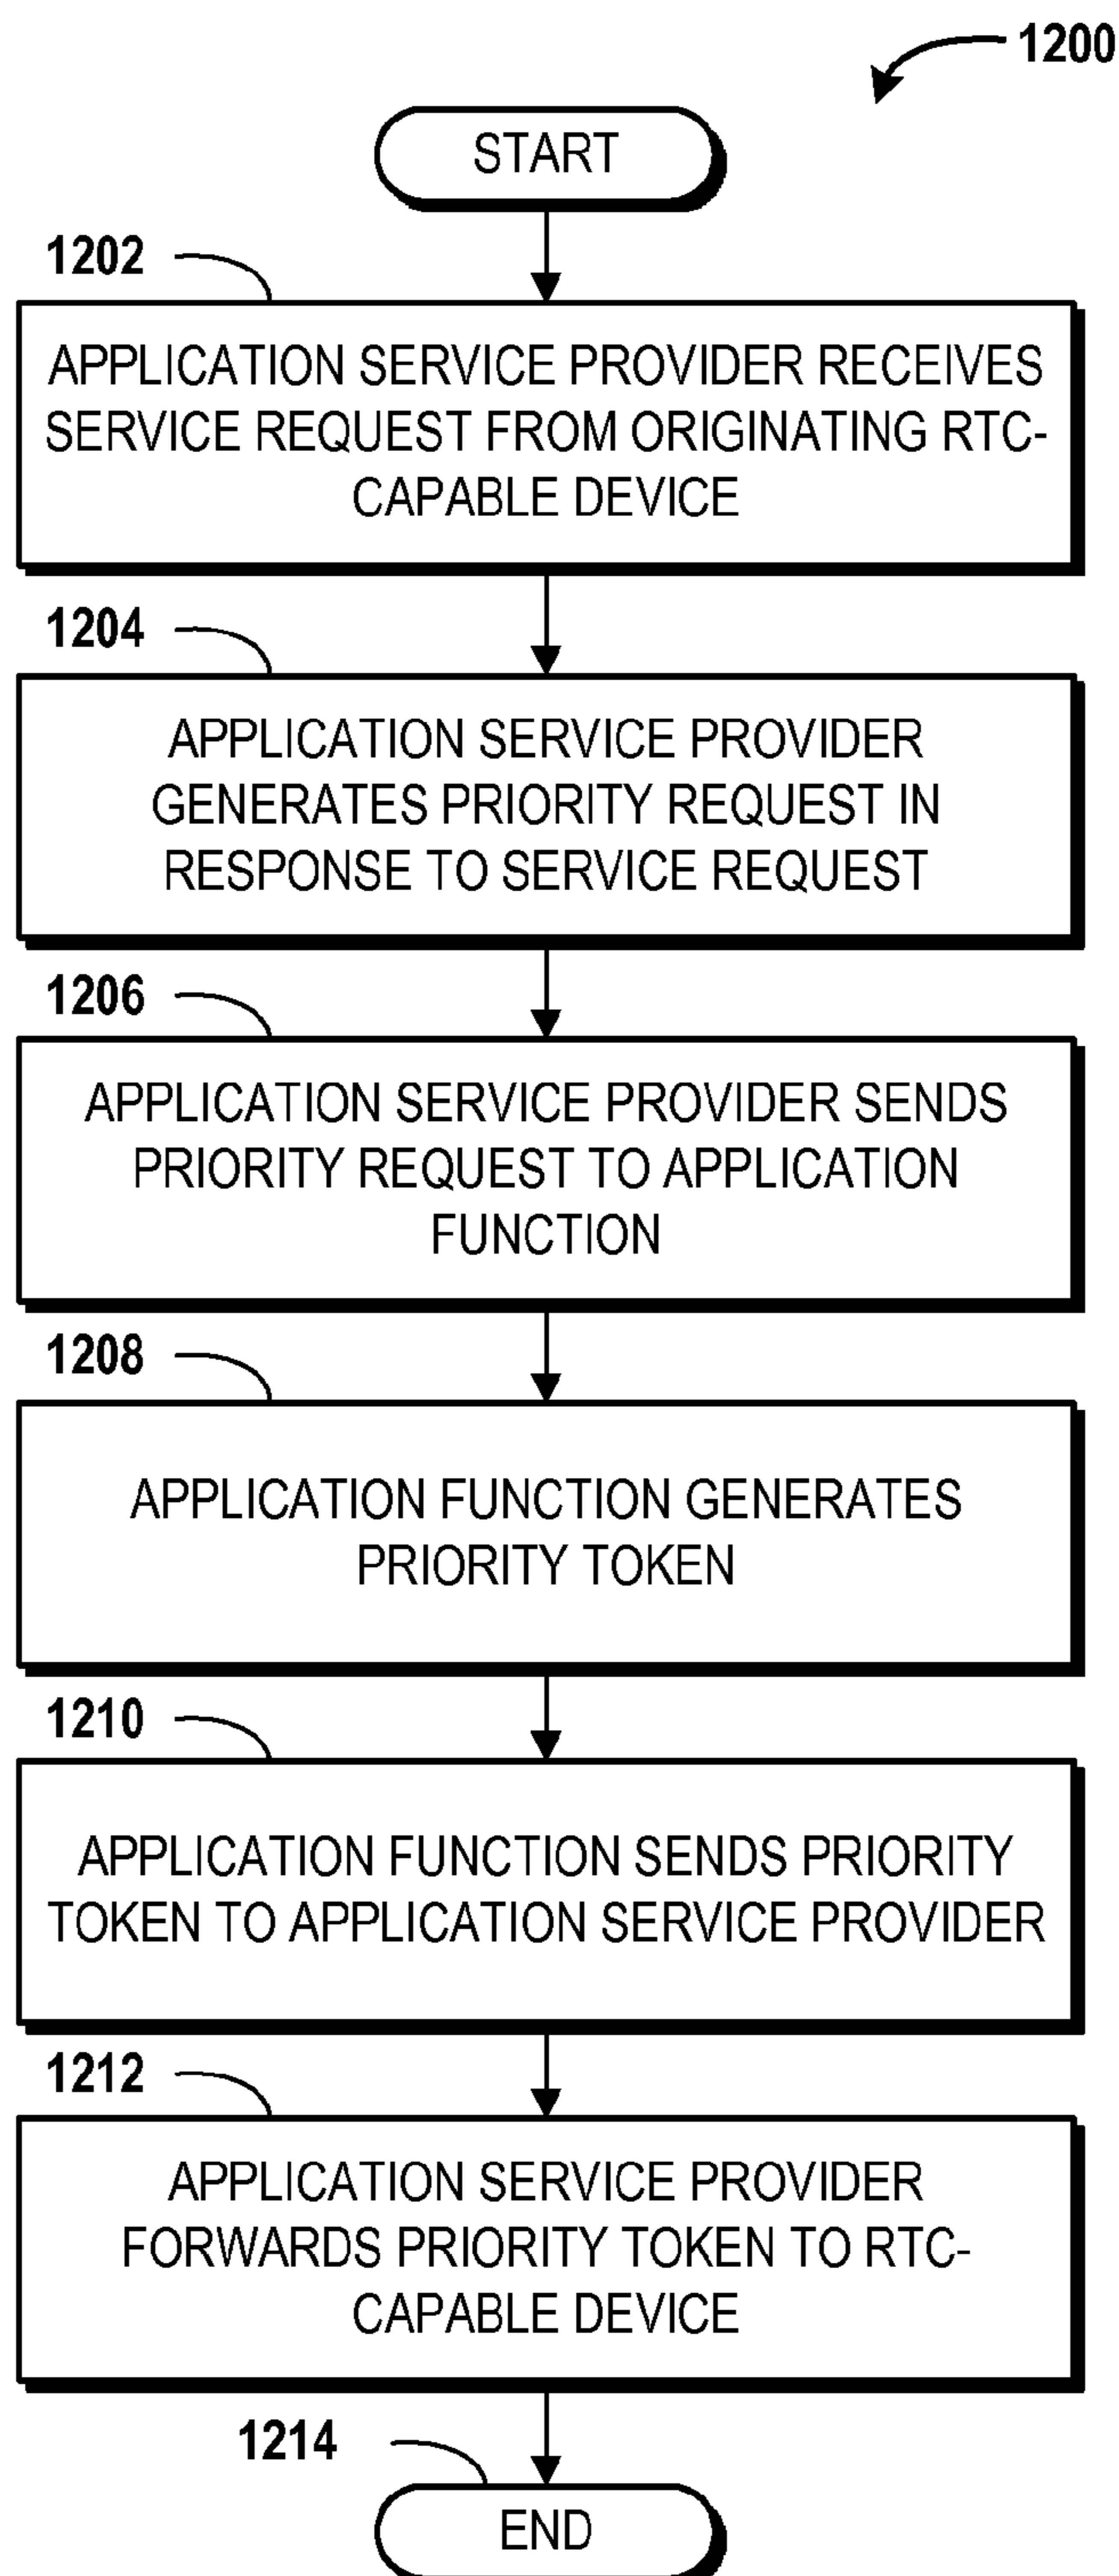 1200
START
1202
APPLICATION SERVICE PROVIDER RECEIVES
SERVICE REQUEST FROM ORIGINATING RTC-
CAPABLE DEVICE
1204
APPLICATION SERVICE PROVIDER
GENERATES PRIORITY REQUEST IN
RESPONSE TO SERVICE REQUEST
1206
APPLICATION SERVICE PROVIDER SENDS
PRIORITY REQUEST TO APPLICATION
FUNCTION
1208
APPLICATION FUNCTION GENERATES
PRIORITY TOKEN
1210
APPLICATION FUNCTION SENDS PRIORITY
TOKEN TO APPLICATION SERVICE PROVIDER
1212
APPLICATION SERVICE PROVIDER
FORWARDS PRIORITY TOKEN TO RTC-
CAPABLE DEVICE
1214
END